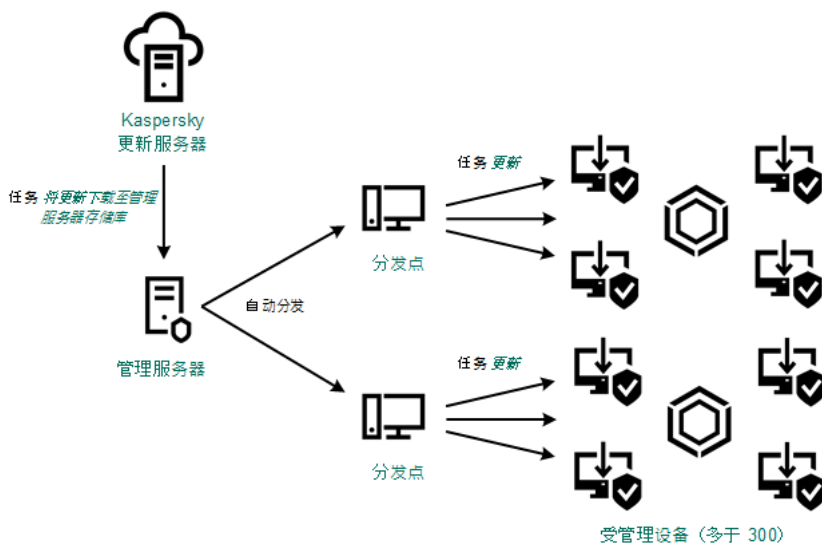 Kaspersky
更新服务器
任务 将更新下载至管理
服务器存储库
管理服务器
自动分发
任务 更新
分发点
任务 更新
分发点
受管理设备（多于 300）